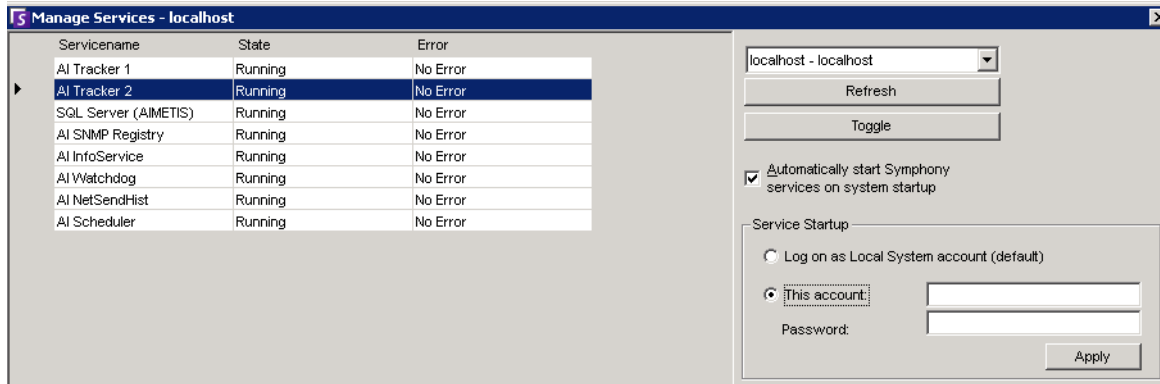 Manage Services - localhost
Servicename State Error
AI Tracker 1 Running No Error
AI Tracker 2 Running No Error
SQL Server (AIMETIS) Running No Error
AI SNMP Registry Running No Error
AI InfoService Running No Error
AI Watchdog Running No Error
AI NetSendHist Running No Error
AI Scheduler Running No Error
localhost - localhost
Refresh
Toggle
Automatically start Symphony
services on system startup
Service Startup
Log on as Local System account (default)
This account:
Password:
Apply